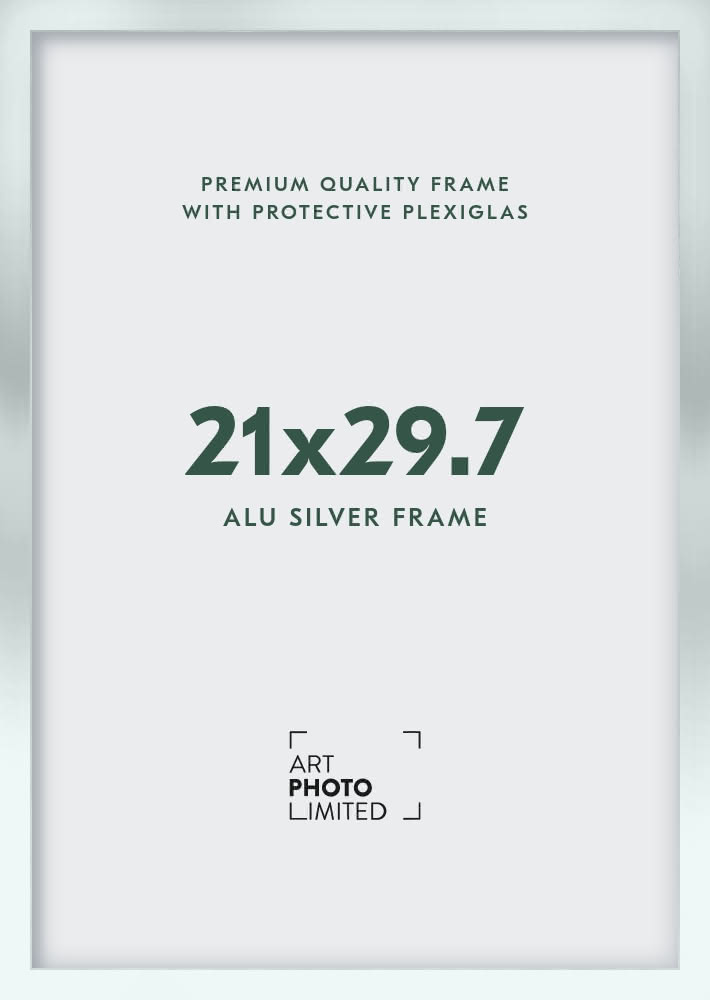 PREMIUM QUALITY FRAME
WITH PROTECTIVE PLEXIGLAS
21x29.7
ALU SILVER FRAME
ART
PHOTO
LIMITED